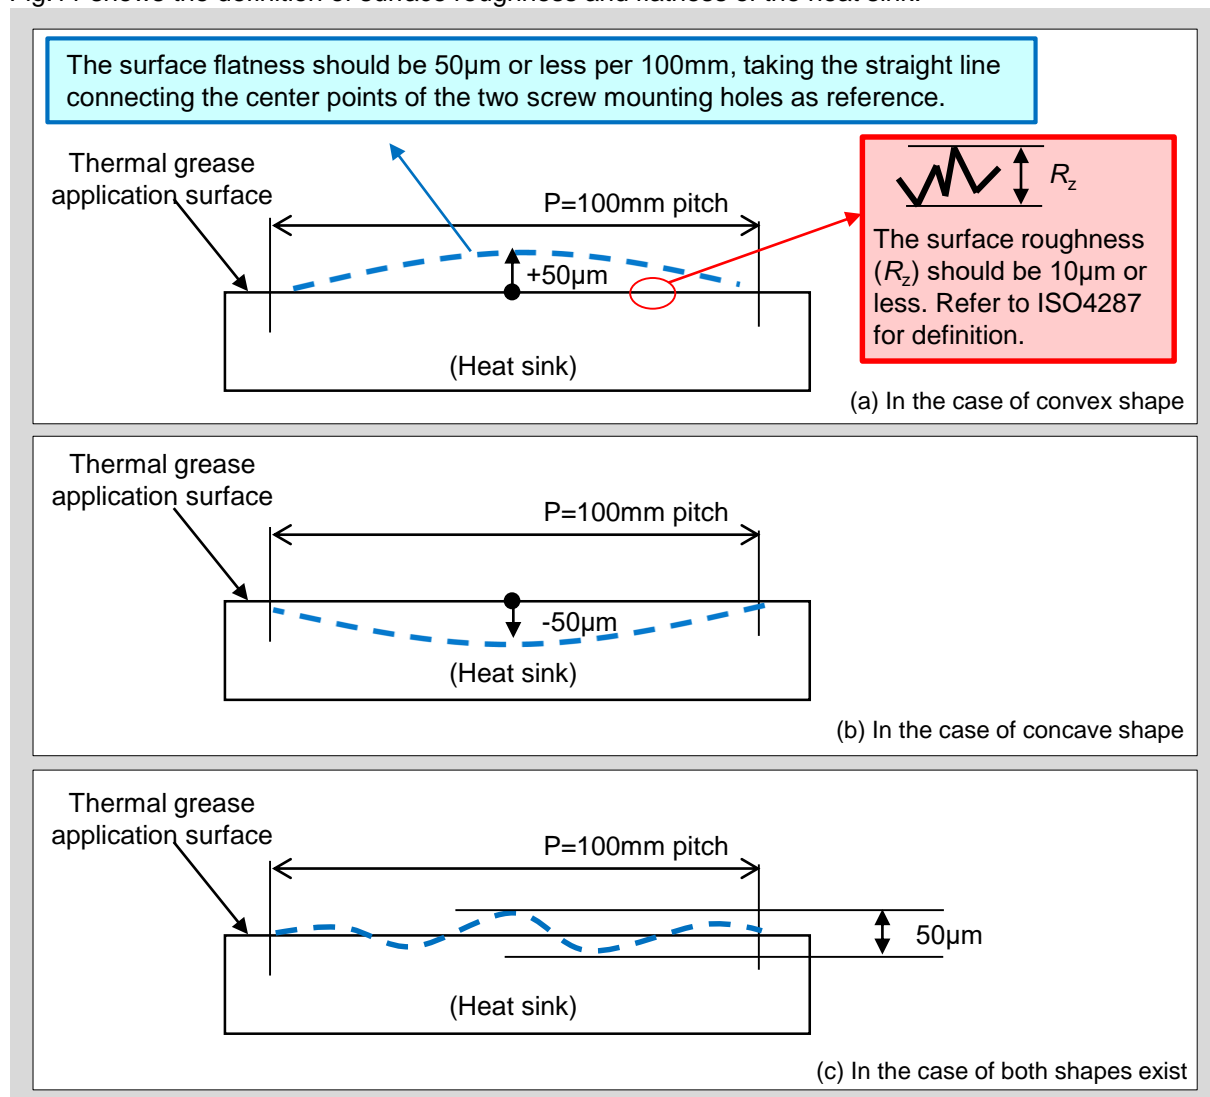 The surface flatness should be 50μm or less per 100mm, taking the straight line
connecting the center points of the two screw mounting holes as reference.
Thermal grease
application surface
P=100mm pitch
+50μm
(Heat sink)
Rz
The surface roughness
(Rz) should be 10μm or
less. Refer to ISO4287
for definition.
(a) In the case of convex shape
Thermal grease
application surface
P=100mm pitch
-50μm
(Heat sink)
(b) In the case of concave shape
Thermal grease
application surface
P=100mm pitch
50μm
(Heat sink)
(c) In the case of both shapes exist